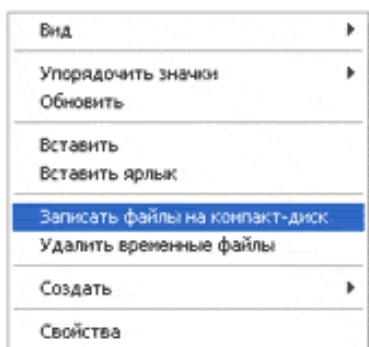 Вид
Упорядочить значки
Обновить
Вставить
Вставить ярлык
Записать файлы на компакт-диск
Удалить временные файлы
Создать
Свойства